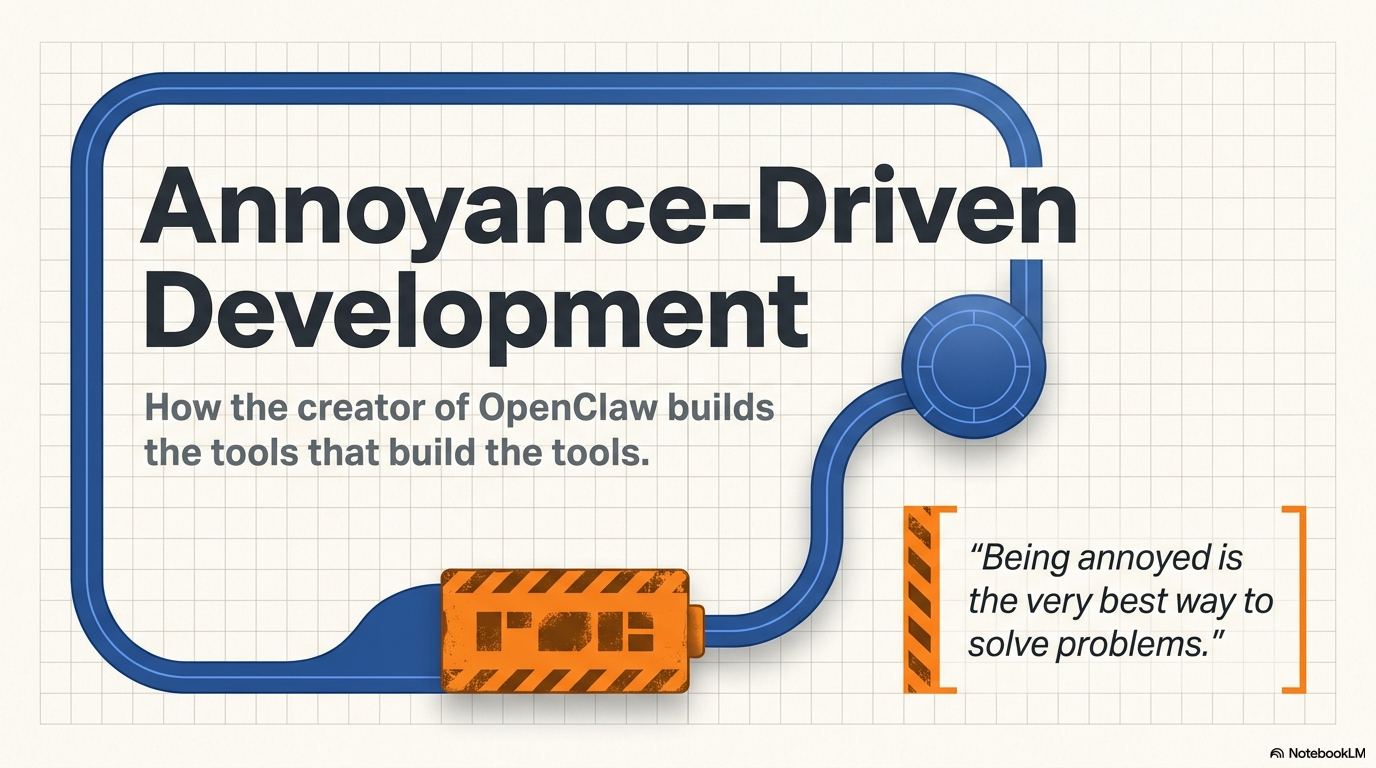 Annoyance-Driven
Development
How the creator of OpenClaw builds
the tools that build the tools.
“Being annoyed is
the very best way to
solve problems.”
NotebookLM